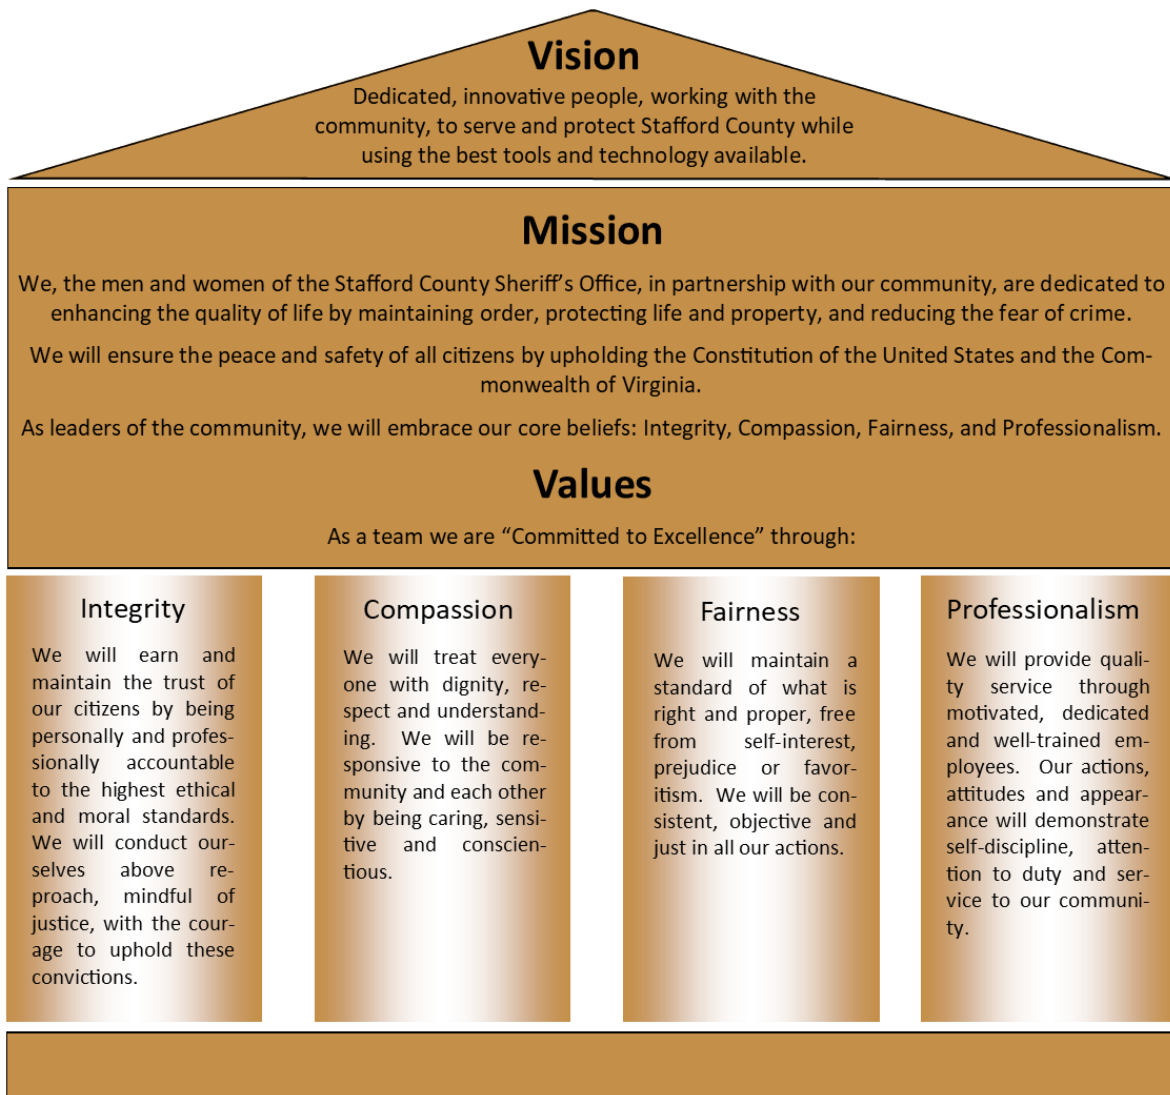 Vision
Dedicated, innovative people, working with the
community, to serve and protect Stafford County while
using the best tools and technology available.
Mission
We, the men and women of the Stafford County Sheriff’s Office, in partnership with our community, are dedicated to
enhancing the quality of life by maintaining order, protecting life and property, and reducing the fear of crime.
We will ensure the peace and safety of all citizens by upholding the Constitution of the United States and the Com-
monwealth of Virginia.
As leaders of the community, we will embrace our core beliefs: Integrity, Compassion, Fairness, and Professionalism.
Values
As a team we are “Committed to Excellence” through:
Integrity
We will earn and
maintain the trust of
our citizens by being
personally and profes-
sionally accountable
to the highest ethical
and moral standards.
We will conduct our-
selves above re-
proach, mindful of
justice, with the cour-
age to uphold these
convictions.
Compassion
We will treat every-
one with dignity, re-
spect and understand-
ing. We will be re-
sponsive to the com-
munity and each other
by being caring, sensi-
tive and conscien-
tious.
Fairness
We will maintain a
standard of what is
right and proper, free
from self-interest,
prejudice or favor-
itism. We will be con-
sistent, objective and
just in all our actions.
Professionalism
We will provide quali-
ty service through
motivated, dedicated
and well-trained em-
ployees. Our actions,
attitudes and appear-
ance will demonstrate
self-discipline, atten-
tion to duty and ser-
vice to our communi-
ty.